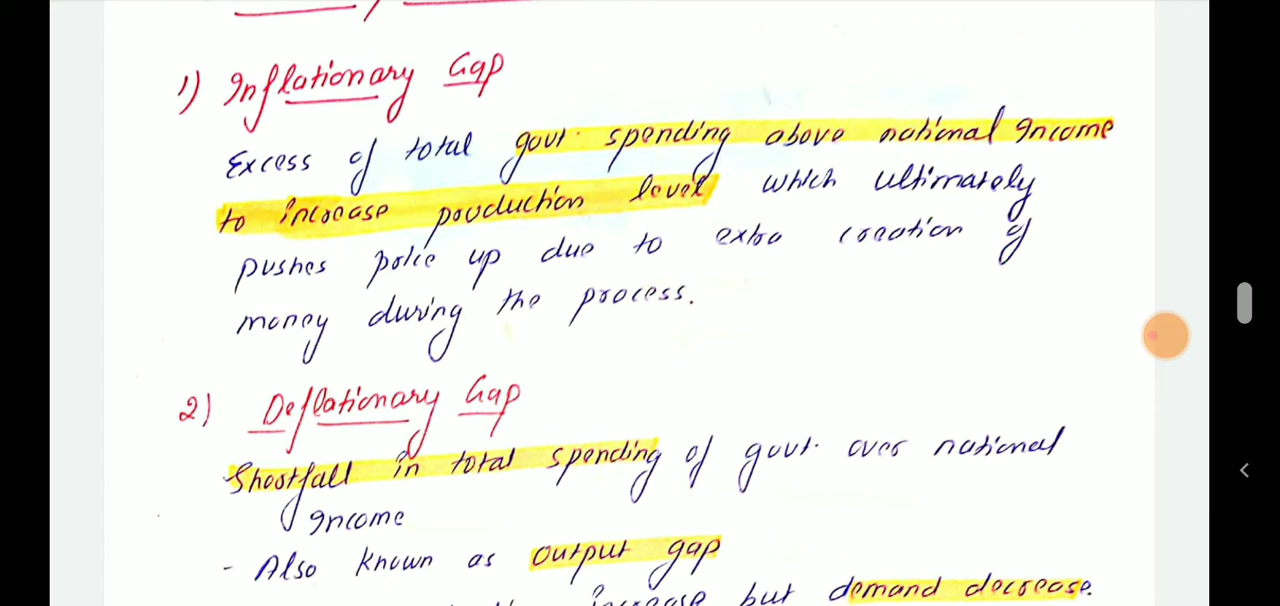 1) Inflationary Gap
Excess of total govt. spending above national Income
to increase production level which ultimately
pushes price up due to extra creation of
money during the process.
2) Deflationary Gap
Shortfall in total spending of govt. over national
Income
- Also known as output gap
increase but demand decrease.